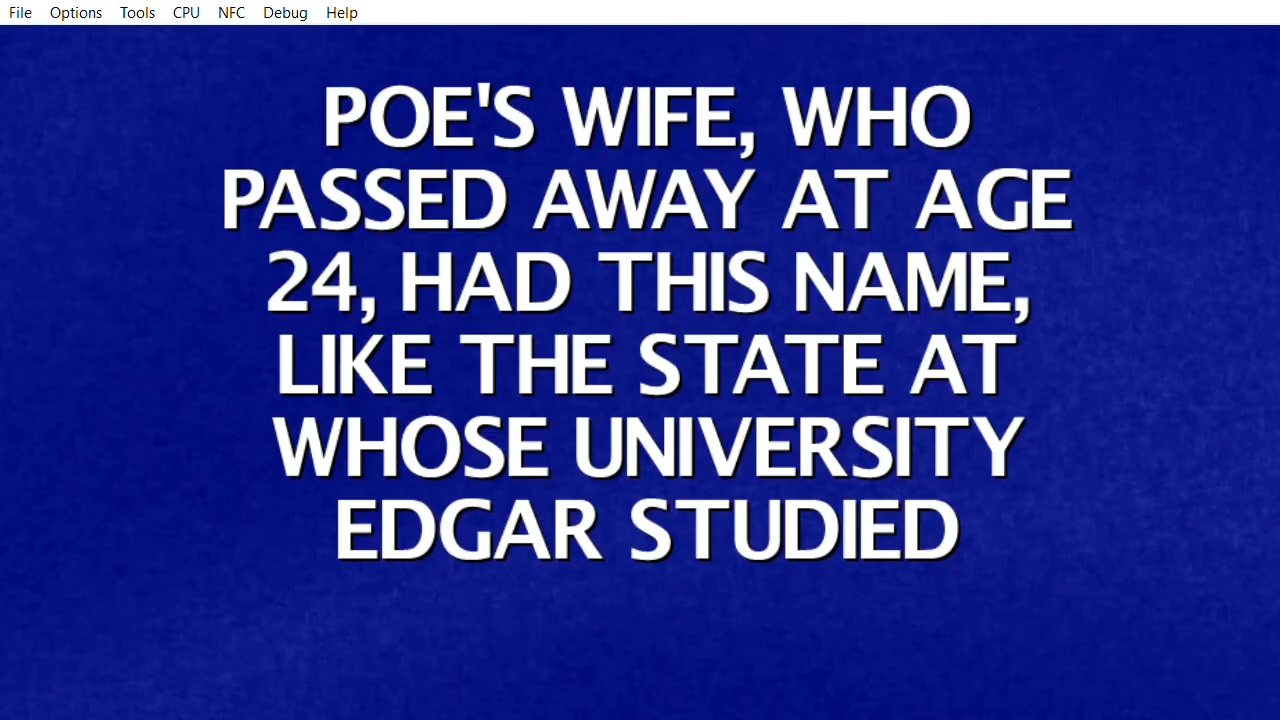 File Options Tools CPU NFC Debug Help
POE'S WIFE, WHO
PASSED AWAY AT AGE
24, HAD THIS NAME,
LIKE THE STATE AT
WHOSE UNIVERSITY
EDGAR STUDIED